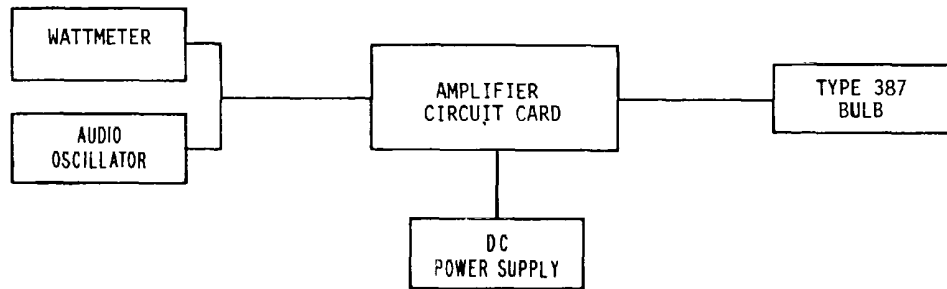 WATTMETER
AUDIO
OSCILLATOR
AMPLIFIER
CIRCUIT CARD
TYPE 387
BULB
DC
POWER SUPPLY